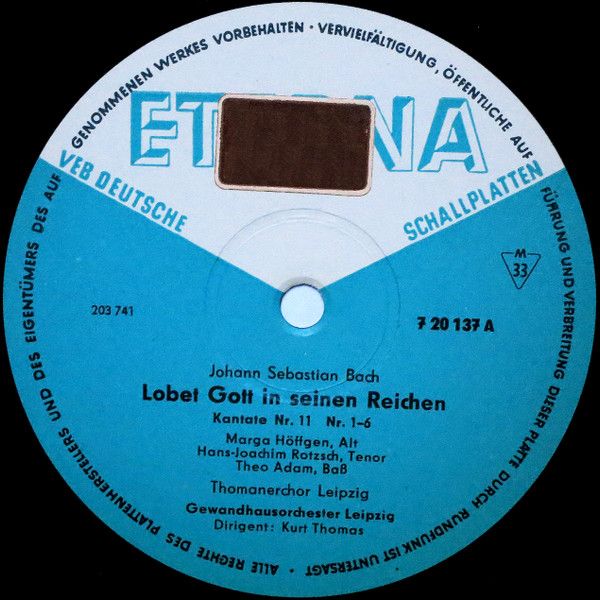 ALLE RECHTE DES PLATTENHERSTELLERS UND DES EIGENTÜMERS DES AUF GENOMMENEN WERKES VORBEHALTEN · VERVIELFÄLTIGUNG, ÖFFENTLICHE AUF FÜHRUNG UND VERBREITUNG DIESER PLATTE DURCH RUNDFUNK IST UNTERSAGT ·
ET NA
VEB DEUTSCHE SCHALLPLATTEN
M
33
203 741
7 20 137 A
Johann Sebastian Bach
Lobet Gott in seinen Reichen
Kantate Nr. 11 Nr. 1-6
Marga Höffgen, Alt
Hans-Joachim Rotzsch, Tenor
Theo Adam, Baß
Thomanerchor Leipzig
Gewandhausorchester Leipzig
Dirigent: Kurt Thomas